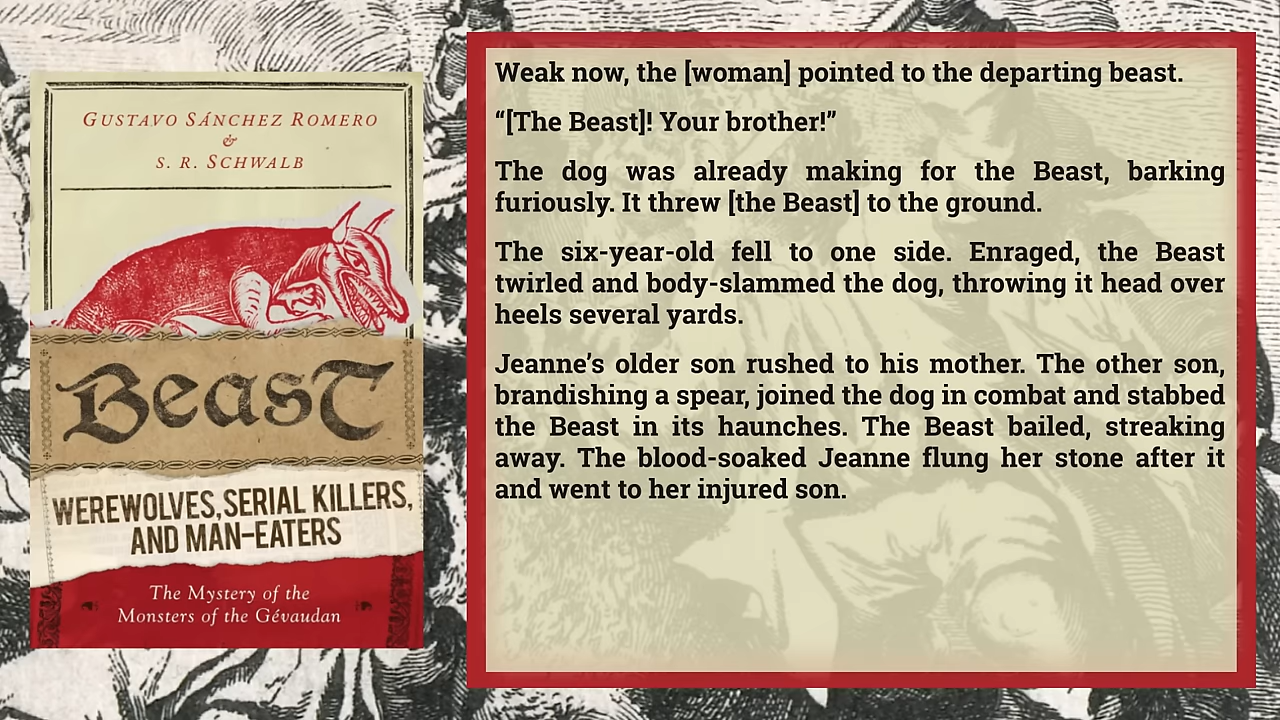 GUSTAVO SÁNCHEZ ROMERO
&
S. R. SCHWALB
Beast
WEREWOLVES, SERIAL KILLERS,
AND MAN-EATERS
The Mystery of the
Monsters of the Gévaudan
Weak now, the [woman] pointed to the departing beast.
“[The Beast]! Your brother!”
The dog was already making for the Beast, barking
furiously. It threw [the Beast] to the ground.
The six-year-old fell to one side. Enraged, the Beast
twirled and body-slammed the dog, throwing it head over
heels several yards.
Jeanne’s older son rushed to his mother. The other son,
brandishing a spear, joined the dog in combat and stabbed
the Beast in its haunches. The Beast bailed, streaking
away. The blood-soaked Jeanne flung her stone after it
and went to her injured son.